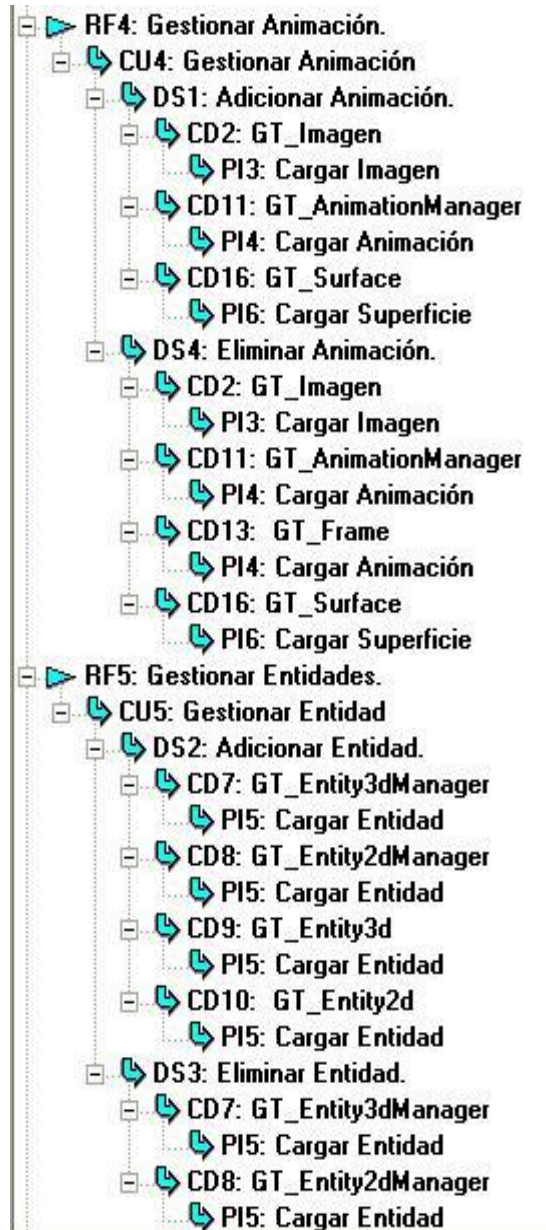 RF4: Gestionar Animación.
CU4: Gestionar Animación
DS1: Adicionar Animación.
CD2: GT_Imagen
PI3: Cargar Imagen
CD11: GT_AnimationManager
PI4: Cargar Animación
CD16: GT_Surface
PI6: Cargar Superficie
DS4: Eliminar Animación.
CD2: GT_Imagen
PI3: Cargar Imagen
CD11: GT_AnimationManager
PI4: Cargar Animación
CD13: GT_Frame
PI4: Cargar Animación
CD16: GT_Surface
PI6: Cargar Superficie
RF5: Gestionar Entidades.
CU5: Gestionar Entidad
DS2: Adicionar Entidad.
CD7: GT_Entity3dManager
PI5: Cargar Entidad
CD8: GT_Entity2dManager
PI5: Cargar Entidad
CD9: GT_Entity3d
PI5: Cargar Entidad
CD10: GT_Entity2d
PI5: Cargar Entidad
DS3: Eliminar Entidad.
CD7: GT_Entity3dManager
PI5: Cargar Entidad
CD8: GT_Entity2dManager
PI5: Cargar Entidad